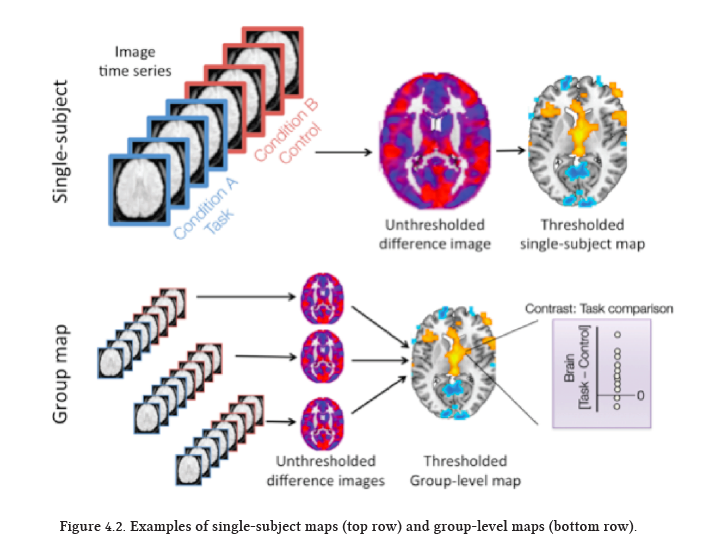 Single-subject
Image
time series
Condition B
Control
Condition A
Task
Unthresholded
difference image
Thresholded
single-subject map
Group map
Unthresholded
difference images
Thresholded
Group-level map
Contrast: Task comparison
Brain
[Task – Control]
0
Figure 4.2. Examples of single-subject maps (top row) and group-level maps (bottom row).